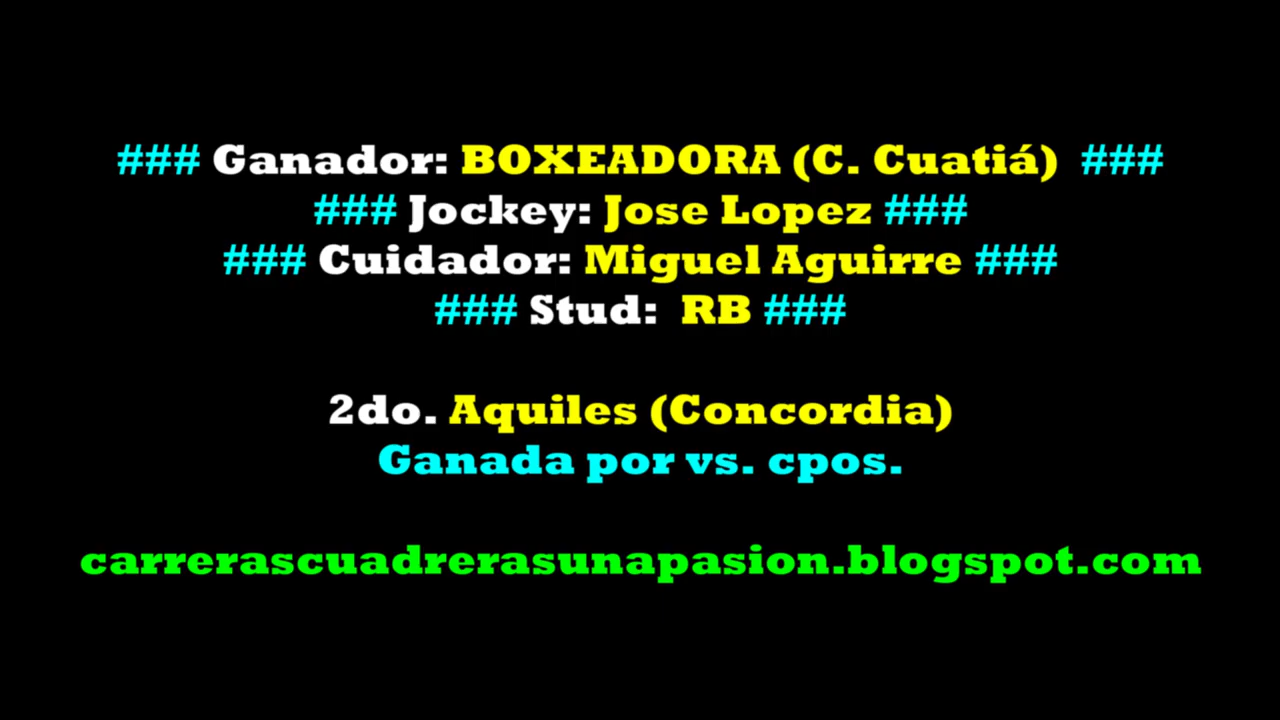 ### Ganador: BOXEADORA (C. Cuatiá) ###
### Jockey: Jose Lopez ###
### Cuidador: Miguel Aguirre ###
### Stud: RB ###
2do. Aquiles (Concordia)
Ganada por vs. cpos.
carrerascuadrerasunapasion.blogspot.com